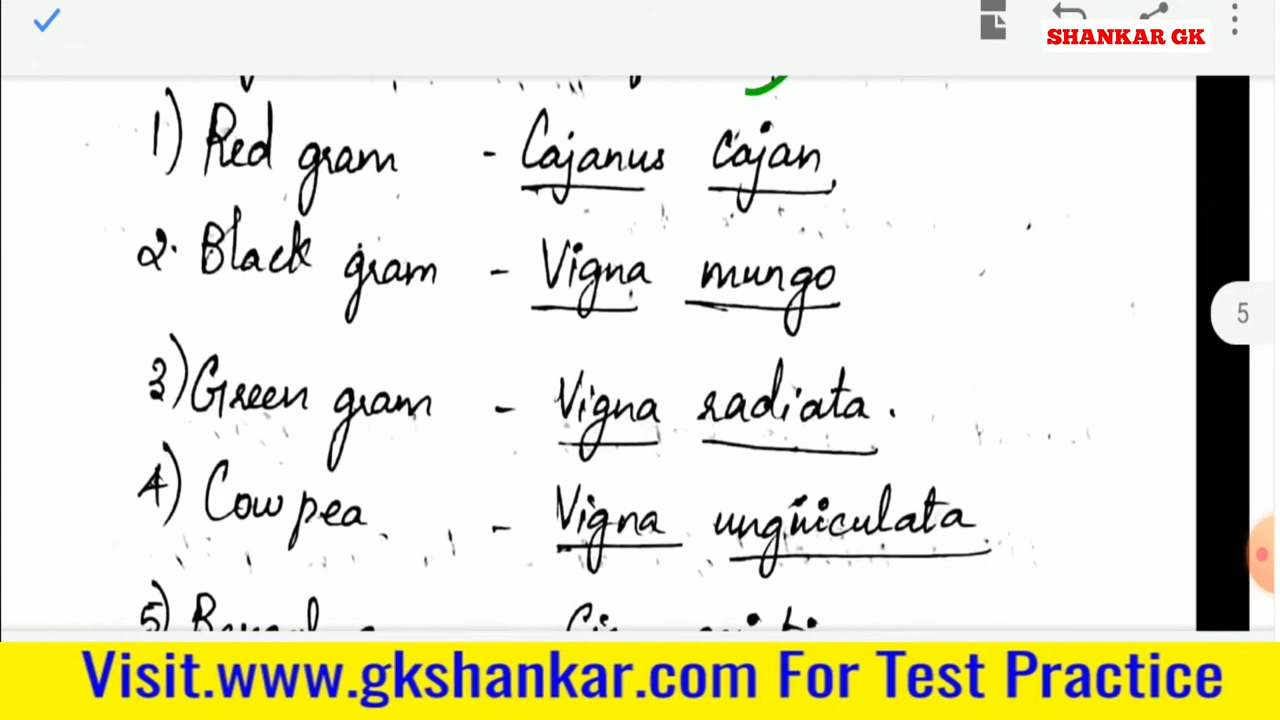 SHANKAR GK
1) Red gram - Cajanus cajan
2. Black gram - Vigna mungo
5
3) Green gram - Vigna radiata.
4) Cow pea - Vigna unguiculata
5)
Visit.www.gkshankar.com For Test Practice